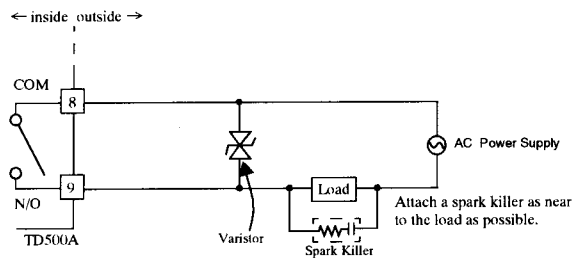 ← inside outside →
COM
8
AC Power Supply
9
Load
N/O
Attach a spark killer as near
to the load as possible.
TD500A
Varistor
Spark Killer